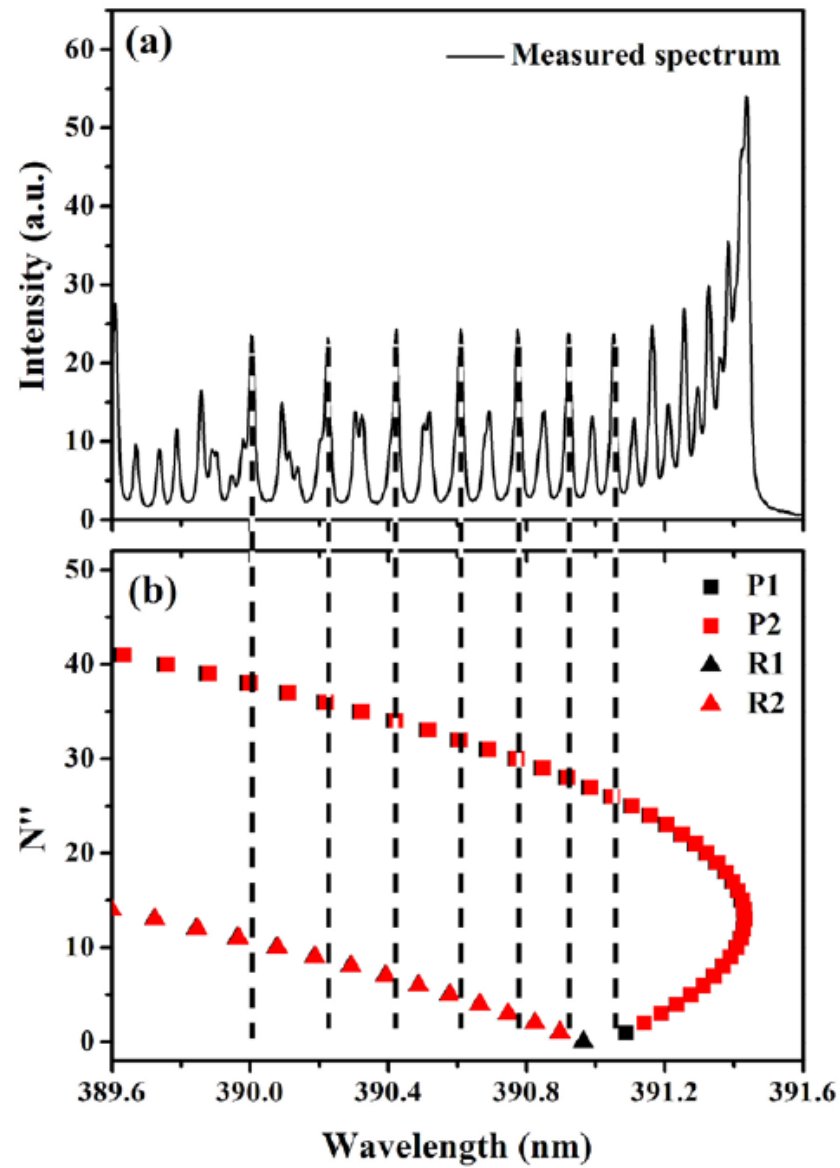 (a)
Measured spectrum
60
50
40
30
20
10
0
Intensity (a.u.)
(b)
P1
P2
R1
R2
50
40
30
20
10
0
N''
389.6 390.0 390.4 390.8 391.2 391.6
Wavelength (nm)